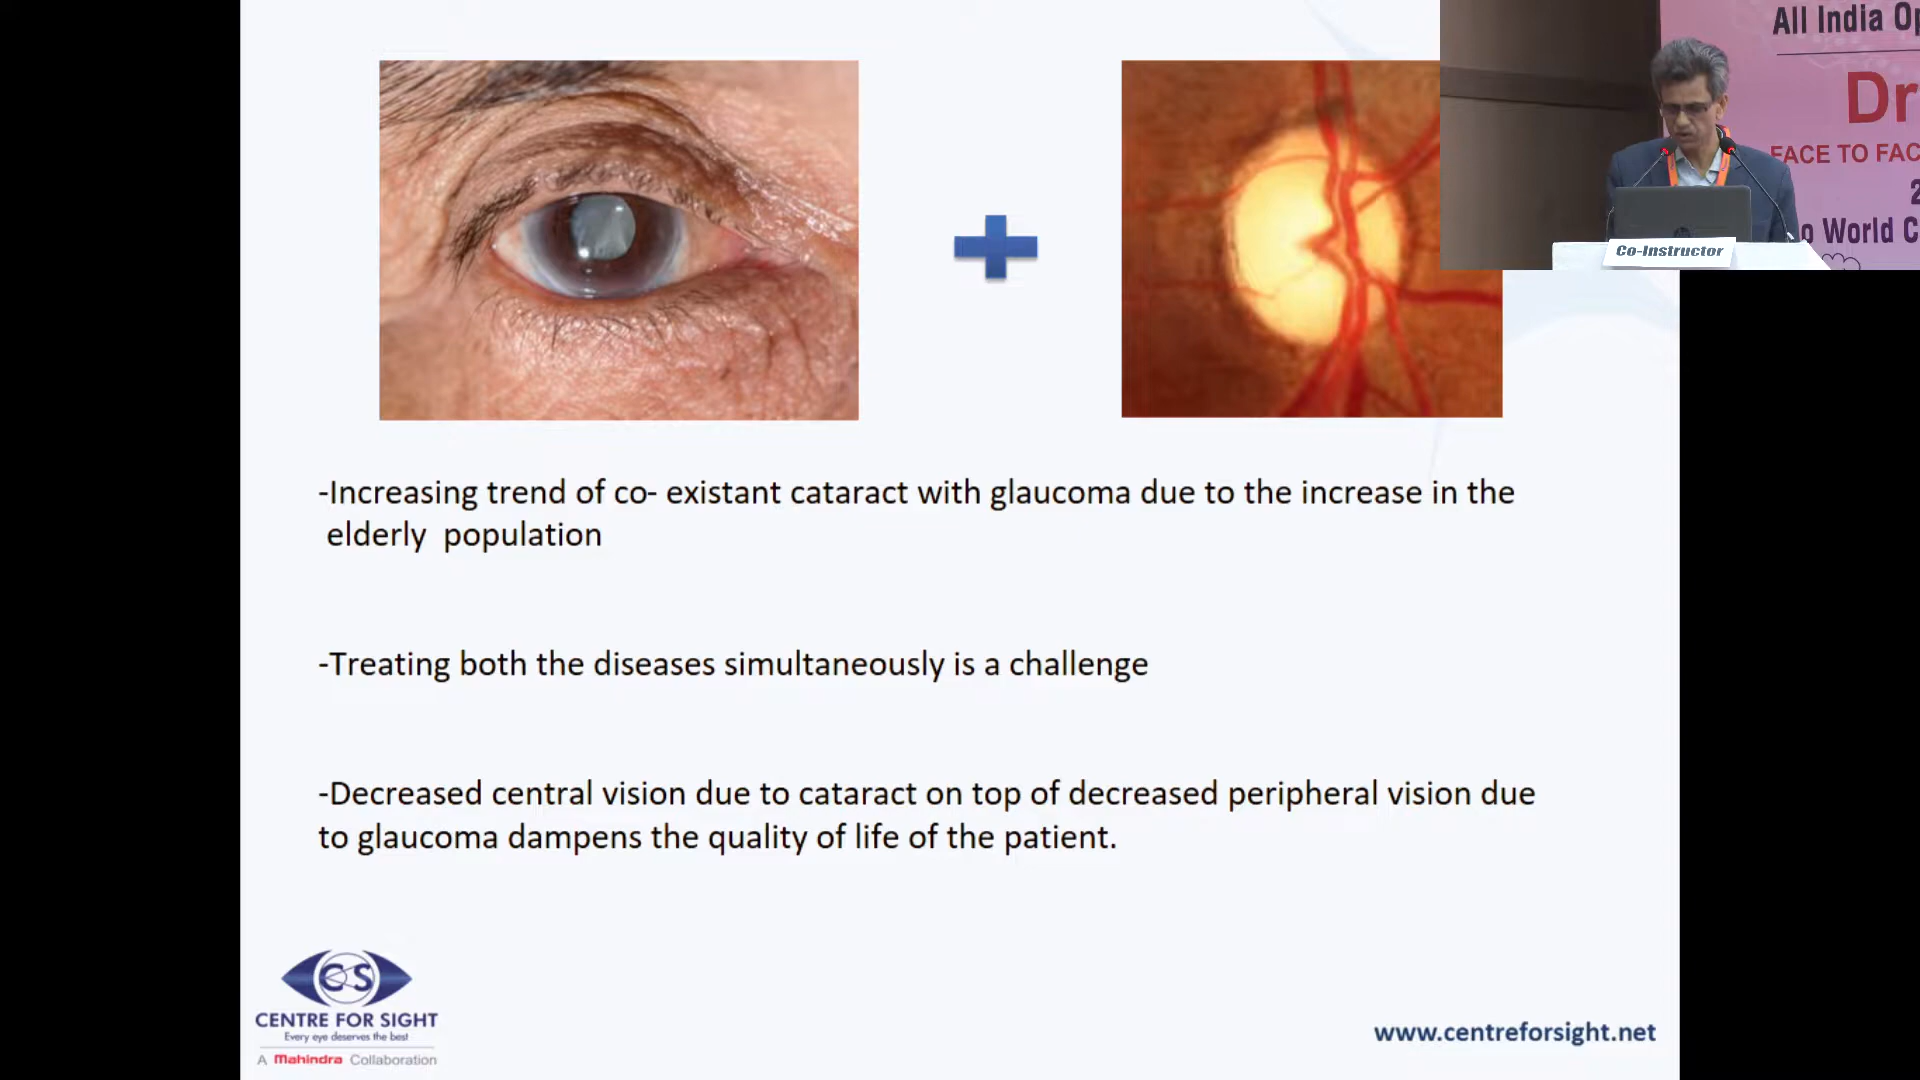 All India Op
Dr
FACE TO FAC
2
o World C
Co-Instructor
-Increasing trend of co- existant cataract with glaucoma due to the increase in the
elderly  population
-Treating both the diseases simultaneously is a challenge
-Decreased central vision due to cataract on top of decreased peripheral vision due
to glaucoma dampens the quality of life of the patient.
CS
CENTRE FOR SIGHT
Every eye deserves the best
A Mahindra Collaboration
www.centreforsight.net